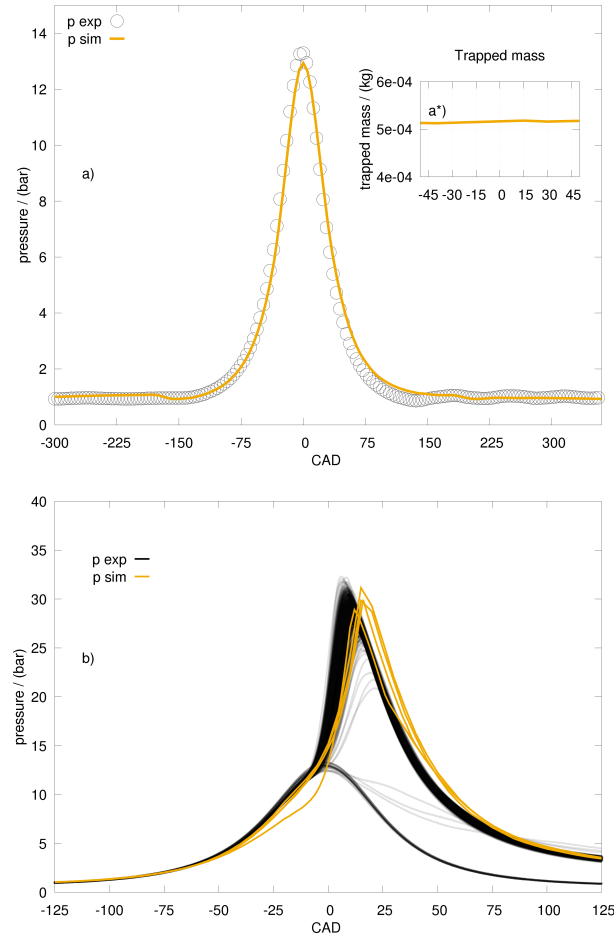 p exp
p sim
14
12
10
8
6
4
2
0
pressure / (bar)
a)
-300 -225 -150 -75 0 75 150 225 300
CAD
Trapped mass
6e-04
5e-04
4e-04
trapped mass / (kg)
a*)
-45 -30 -15 0 15 30 45
40
35
30
25
20
15
10
5
0
pressure / (bar)
p exp
p sim
b)
-125 -100 -75 -50 -25 0 25 50 75 100 125
CAD